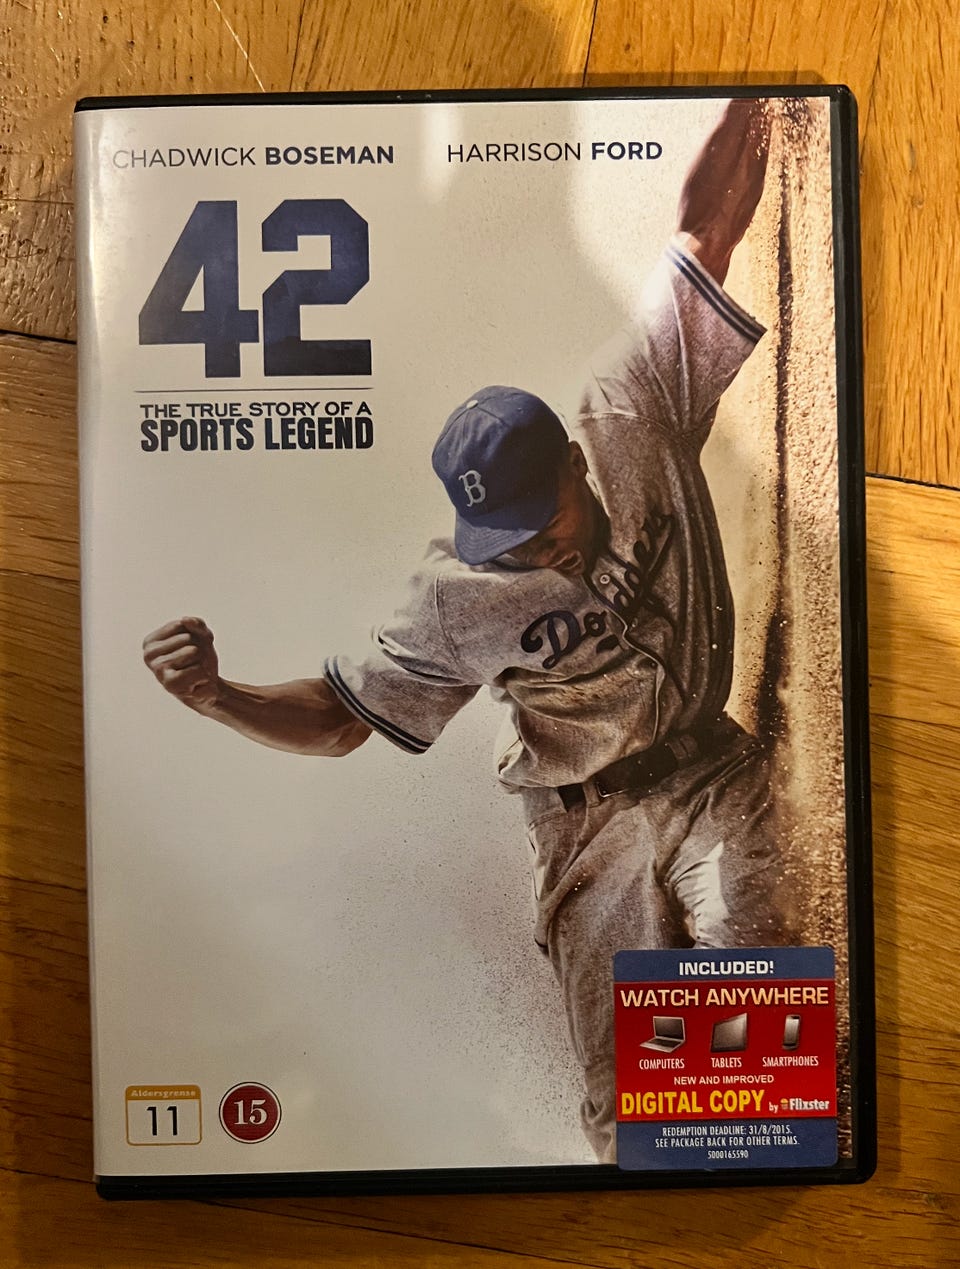 CHADWICK BOSEMAN HARRISON FORD
42
THE TRUE STORY OF A
SPORTS LEGEND
B
Dodgers
INCLUDED!
WATCH ANYWHERE
COMPUTERS TABLETS SMARTPHONES
NEW AND IMPROVED
DIGITAL COPY by Flixster
REDEMPTION DEADLINE: 31/8/2015.
SEE PACKAGE BACK FOR OTHER TERMS.
5000165590
Aldersgrense
11
15